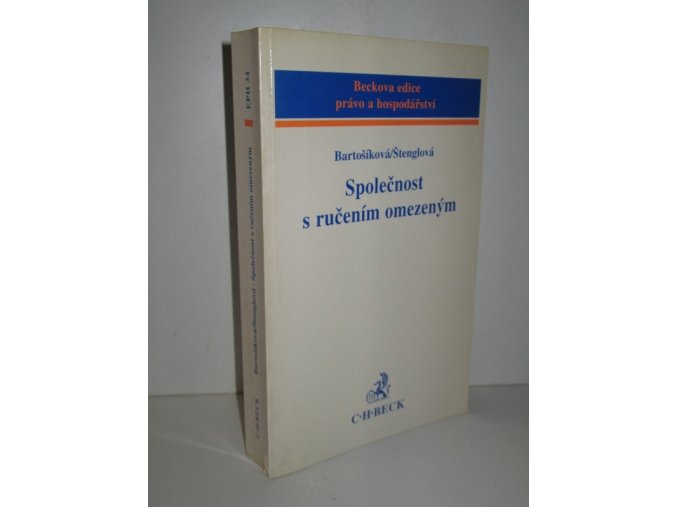 Beckova edice
právo a hospodářství
Bartošíková/Štenglová
Společnost
s ručením omezeným
C·H·BECK
C·H·BECK Bartošíková/Štenglová · Společnost s ručením omezeným EPH 34